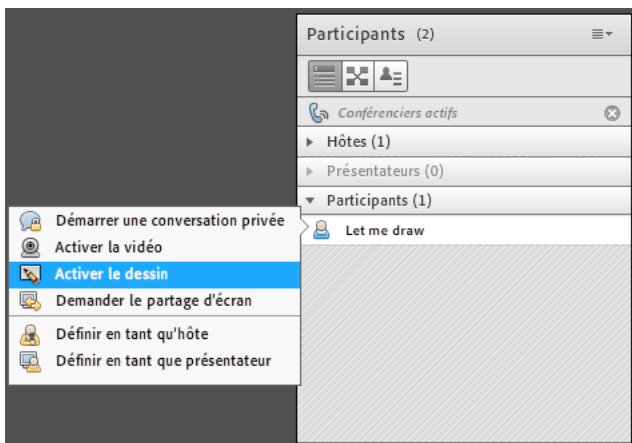 Participants (2)
Conférenciers actifs
Hôtes (1)
Présentateurs (0)
Participants (1)
Let me draw
Démarrer une conversation privée
Activer la vidéo
Activer le dessin
Demander le partage d'écran
Définir en tant qu'hôte
Définir en tant que présentateur